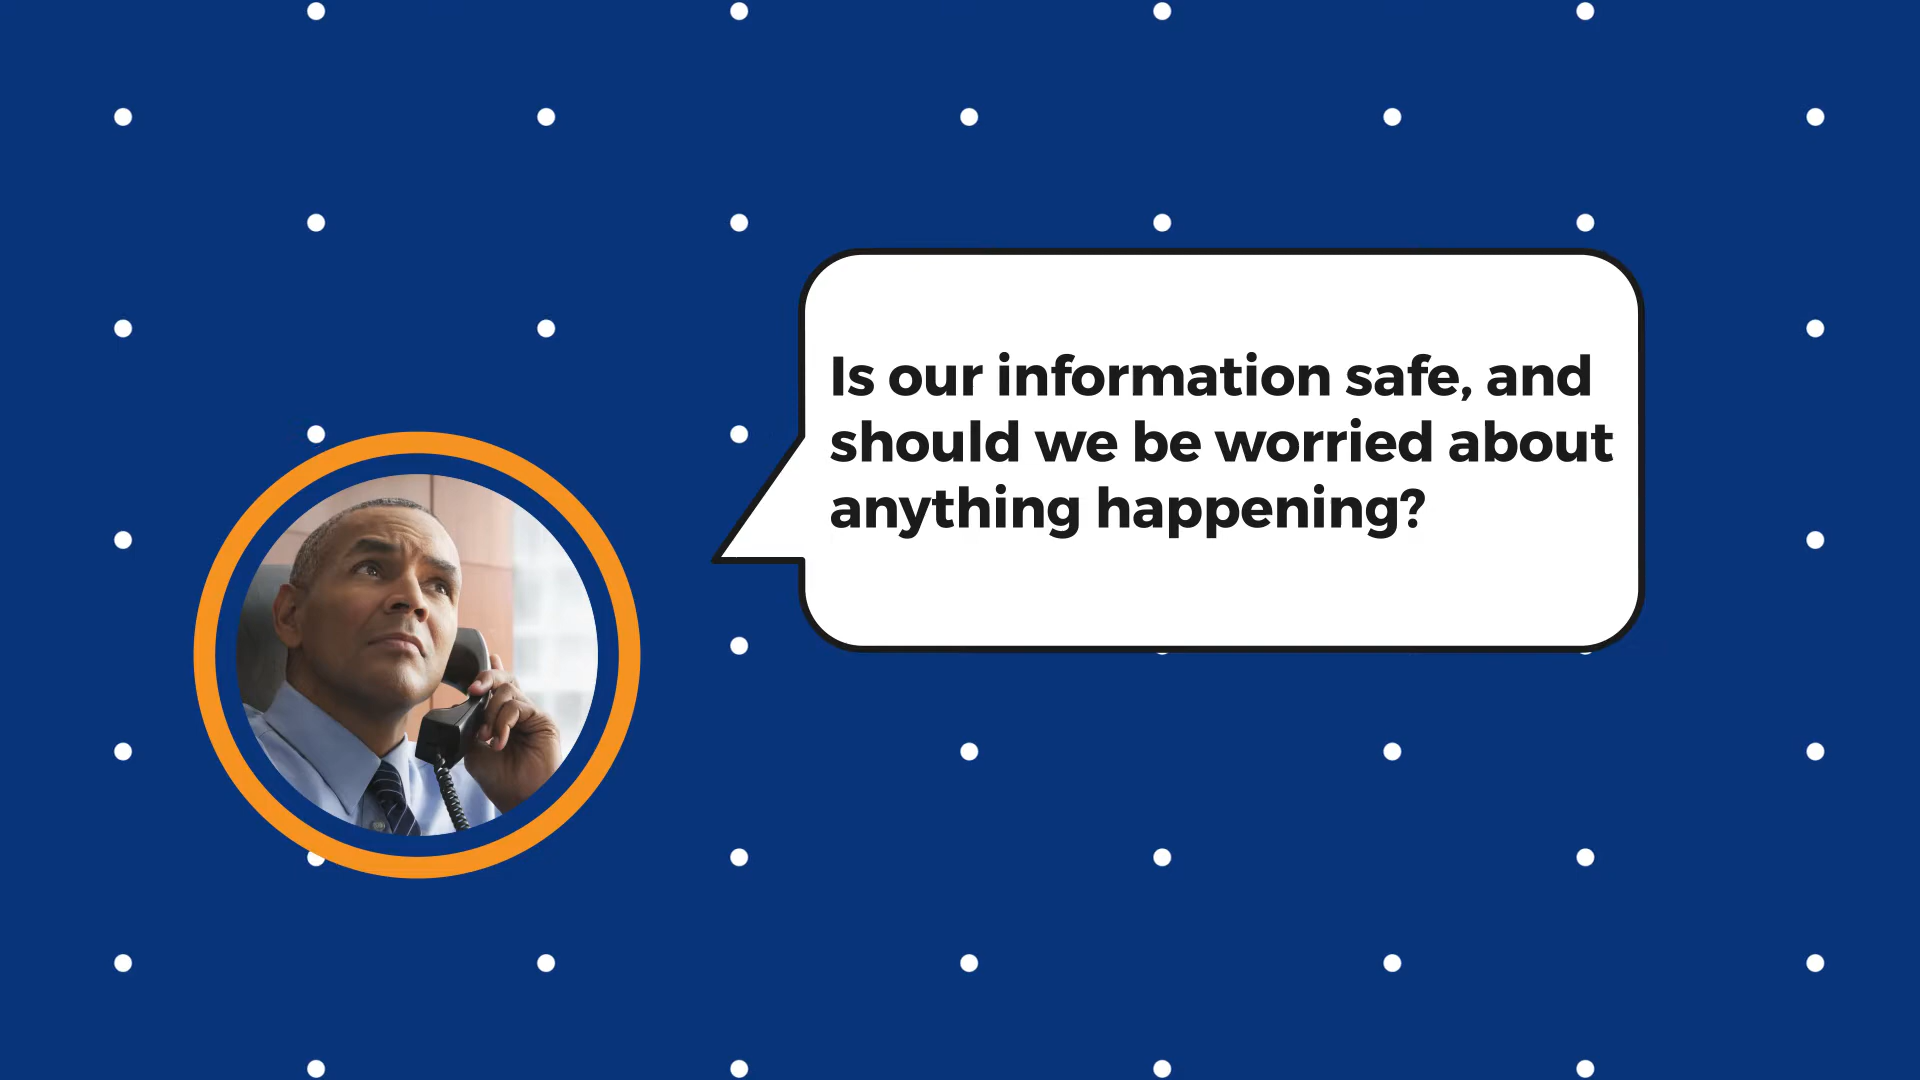 Is our information safe, and
should we be worried about
anything happening?